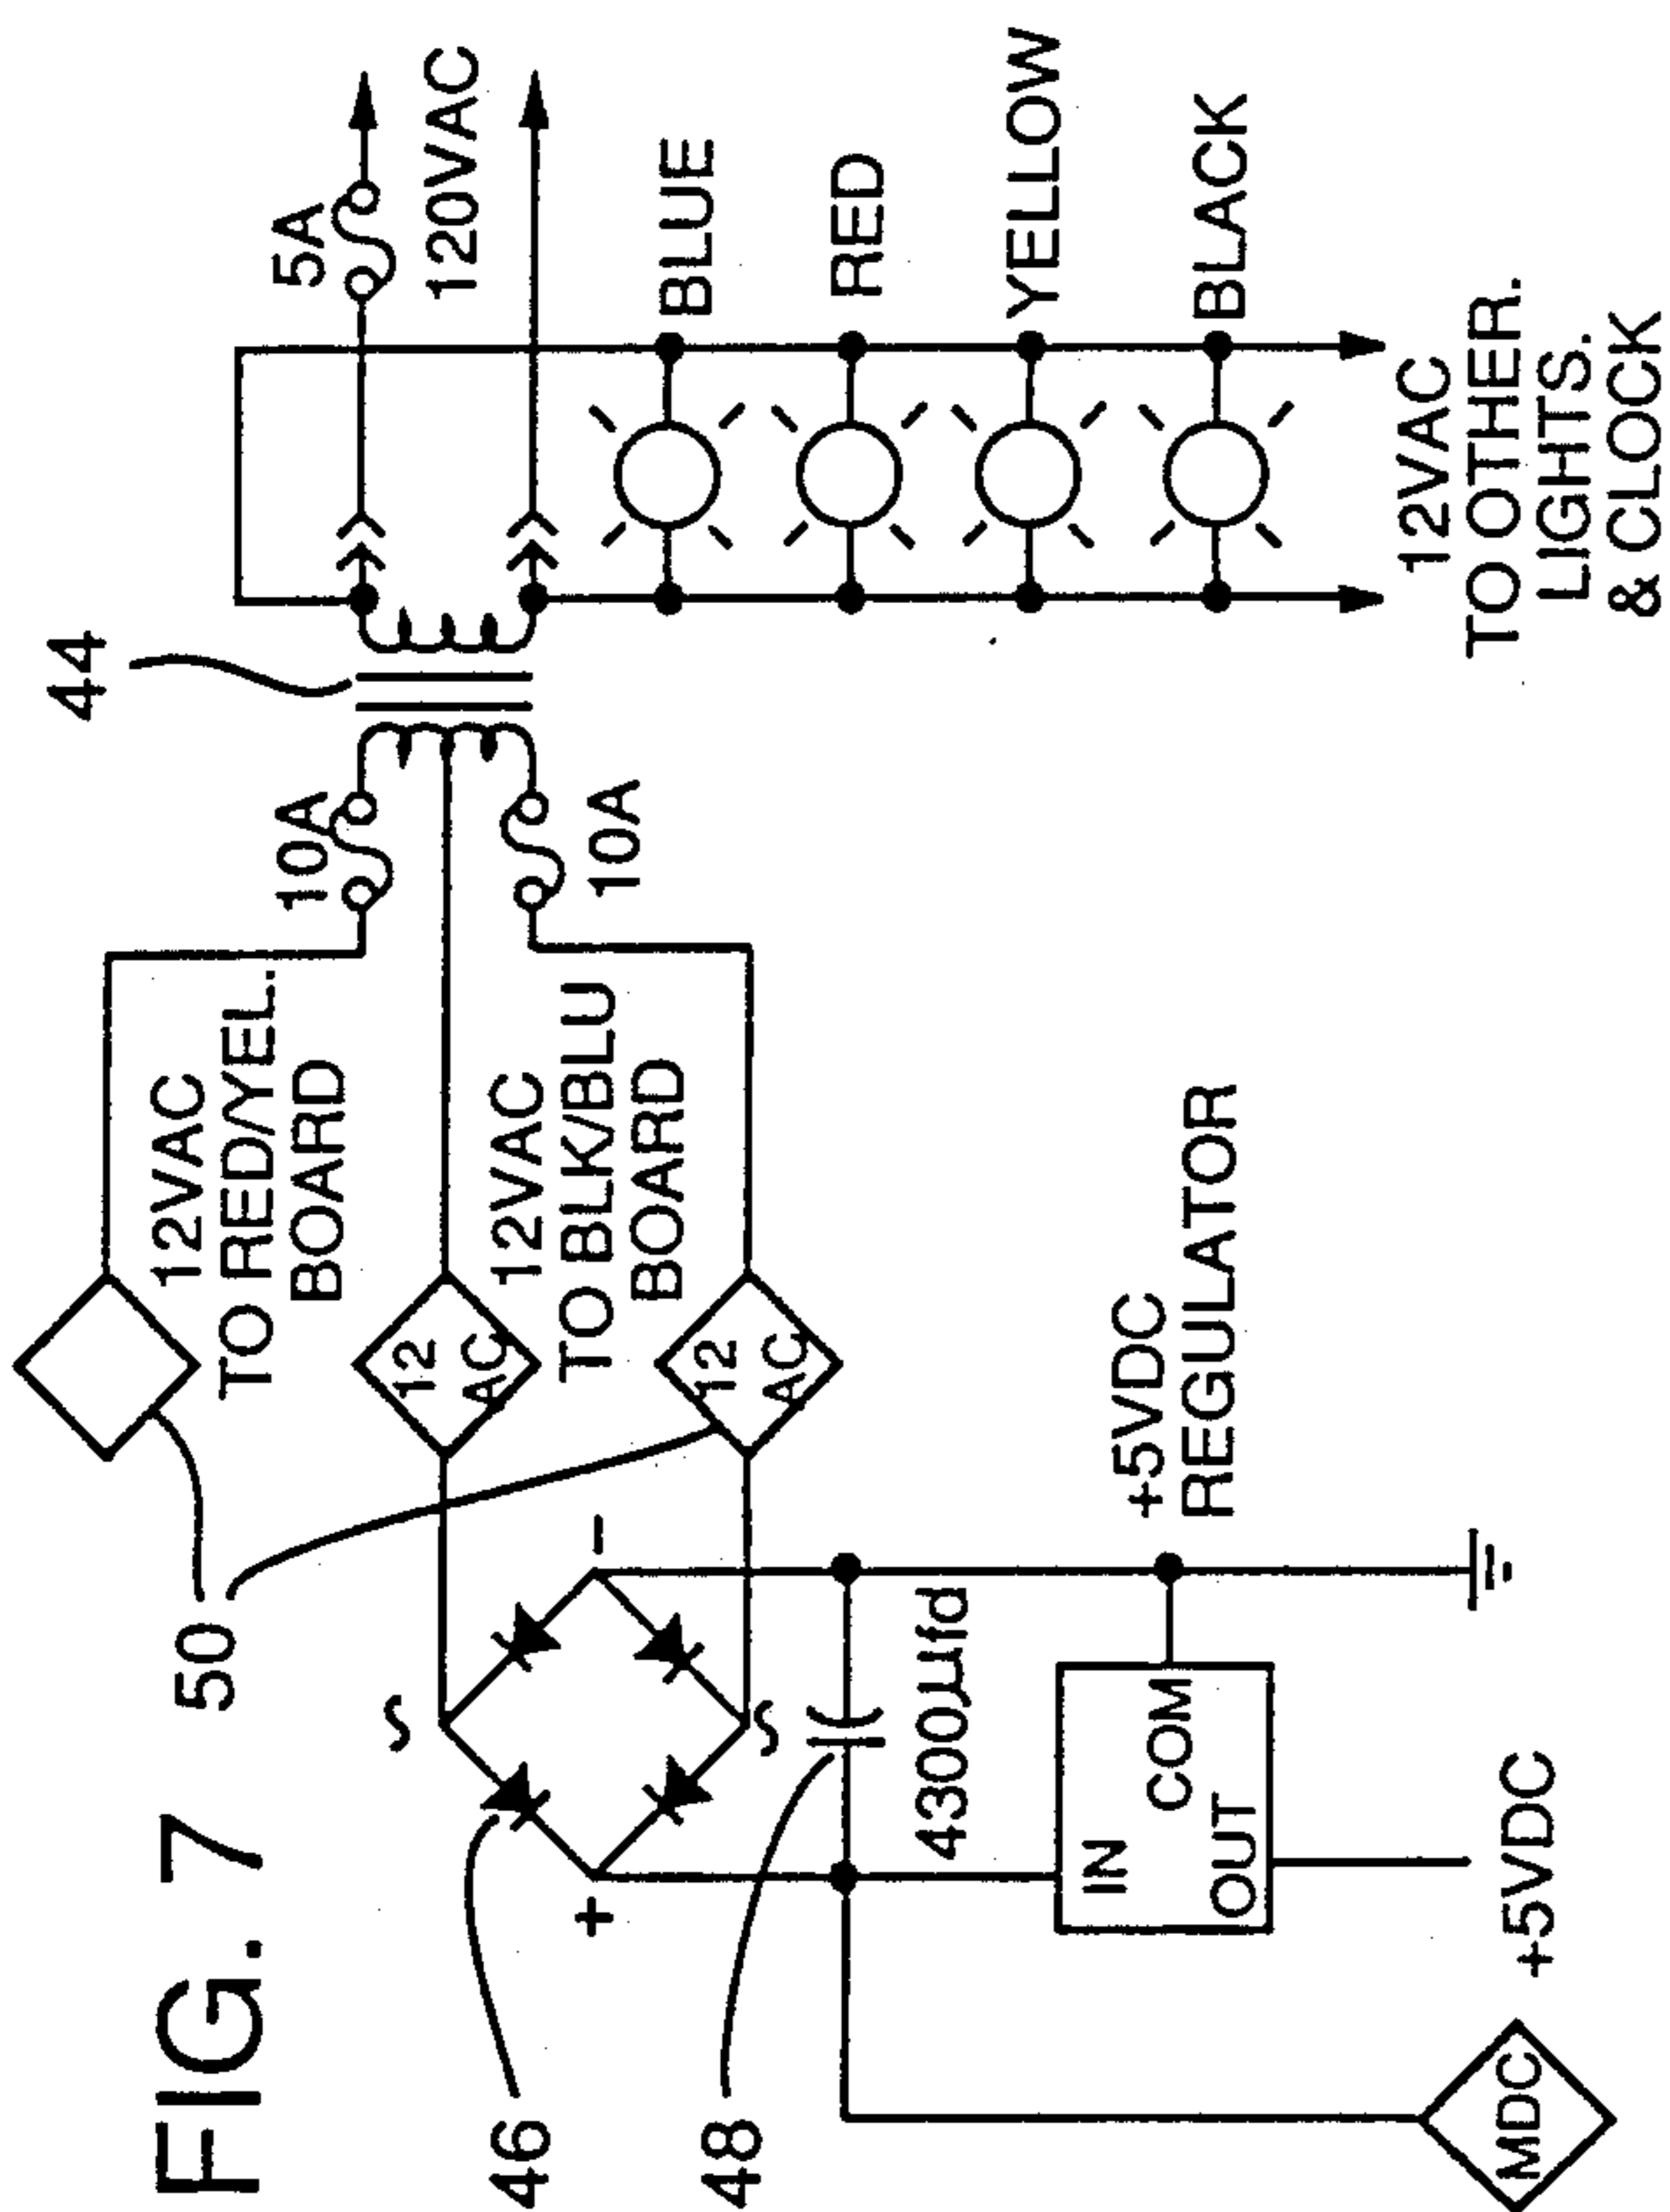 FIG. 7
44
5A
120VAC
10A
10A
BLUE
RED
YELLOW
BLACK
12VAC
TO OTHER.
LIGHTS.
& CLOCK
12VAC
TO RED/YEL.
BOARD
12VAC
TO BLK/BLU
BOARD
12
AC
12
AC
50
46
48
~
~
+
-
4300µfd
+5VDC
REGULATOR
IN
COM
OUT
+5VDC
MDC